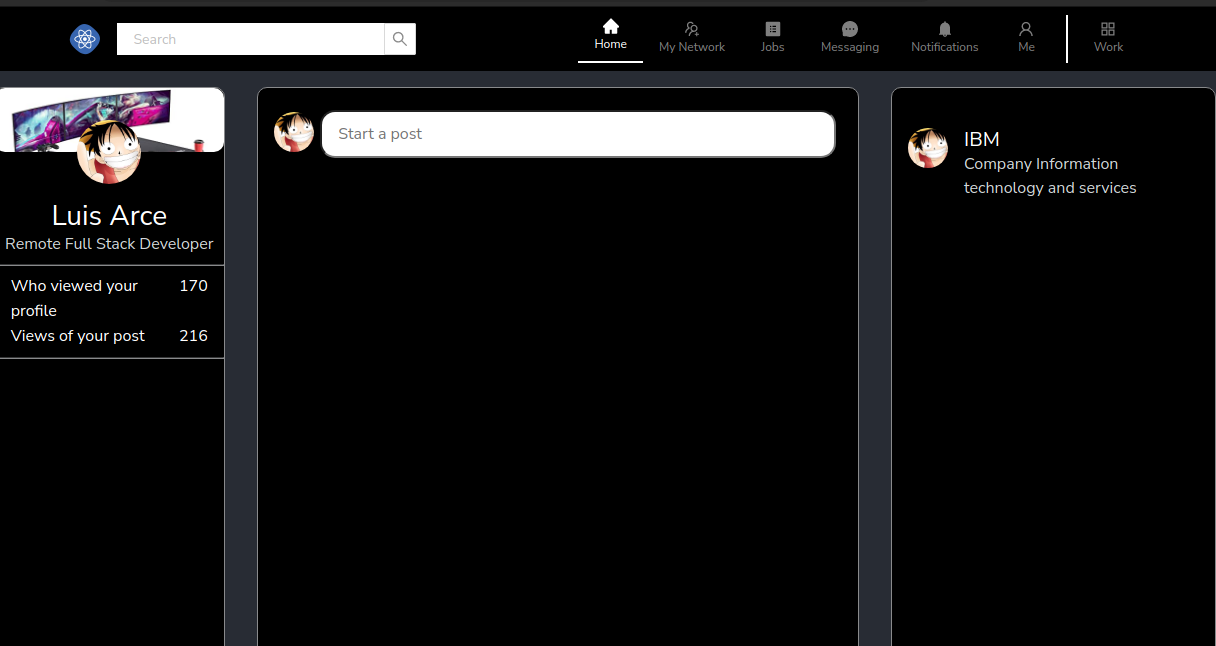 Search
Home
My Network
Jobs
Messaging
Notifications
Me
Work
Luis Arce
Remote Full Stack Developer
Who viewed your profile
170
Views of your post
216
Start a post
IBM
Company Information
technology and services